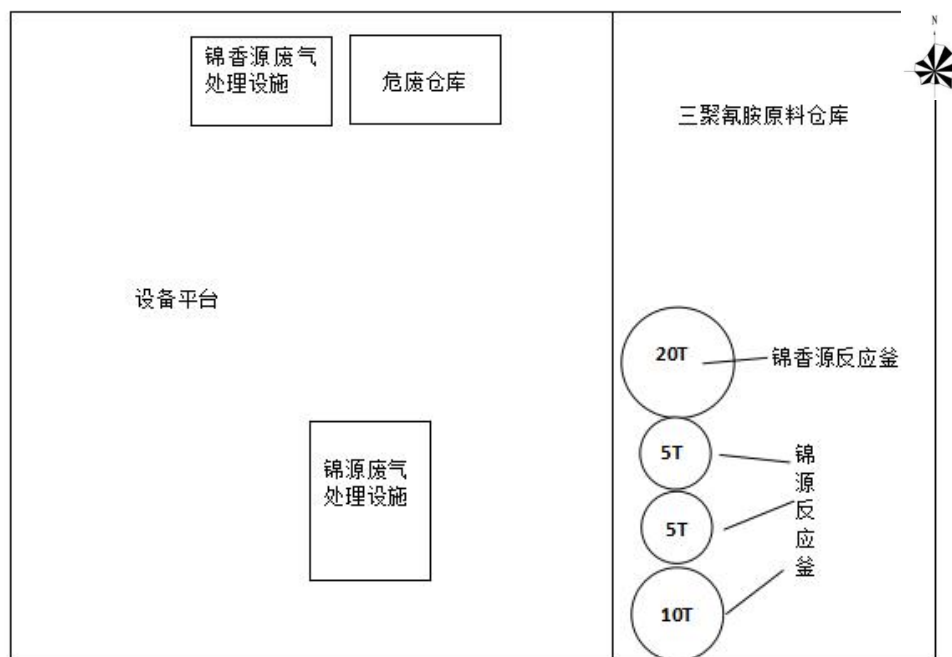 N
锦香源废气
处理设施
危废仓库
三聚氰胺原料仓库
设备平台
20T
锦香源反应釜
5T
锦源反应釜
锦源废气
处理设施
5T
10T